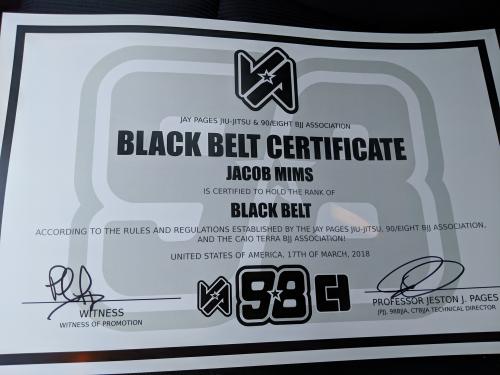 JAY PAGES JIU-JITSU & 90/EIGHT BJJ ASSOCIATION
BLACK BELT CERTIFICATE
JACOB MIMS
IS CERTIFIED TO HOLD THE RANK OF
BLACK BELT
ACCORDING TO THE RULES AND REGULATIONS ESTABLISHED BY THE JAY PAGES JIU-JITSU, 90/EIGHT BJJ ASSOCIATION,
AND THE CAIO TERRA BJJ ASSOCIATION!
UNITED STATES OF AMERICA, 17TH OF MARCH, 2018
98
WITNESS
WITNESS OF PROMOTION
PROFESSOR JESTON J. PAGES
JPJJ, 98BJJA, CTBJJA TECHNICAL DIRECTOR